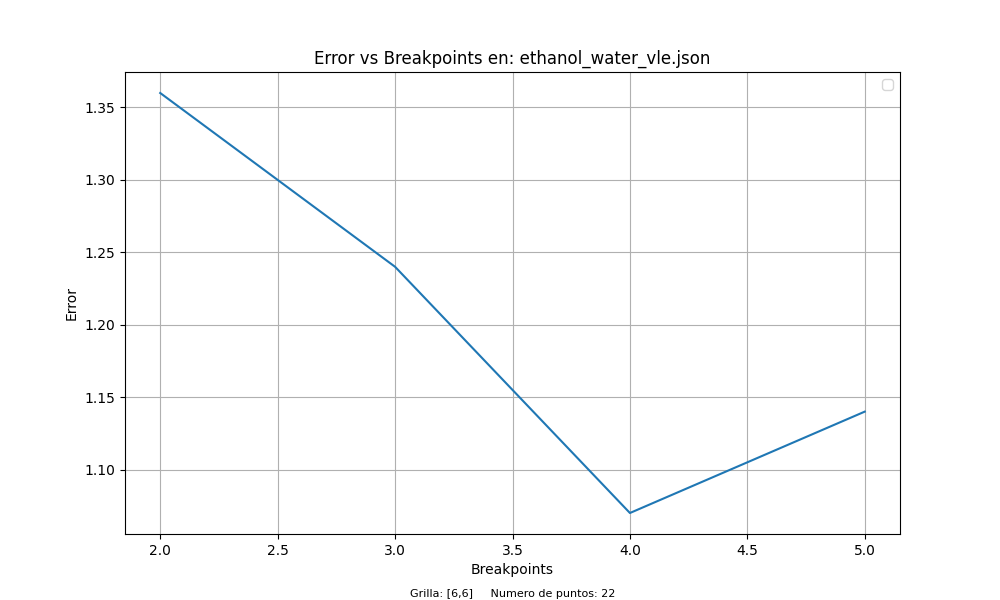 Error vs Breakpoints en: ethanol_water_vle.json
Error
1.35
1.30
1.25
1.20
1.15
1.10
2.0 2.5 3.0 3.5 4.0 4.5 5.0
Breakpoints
Grilla: [6,6] Numero de puntos: 22